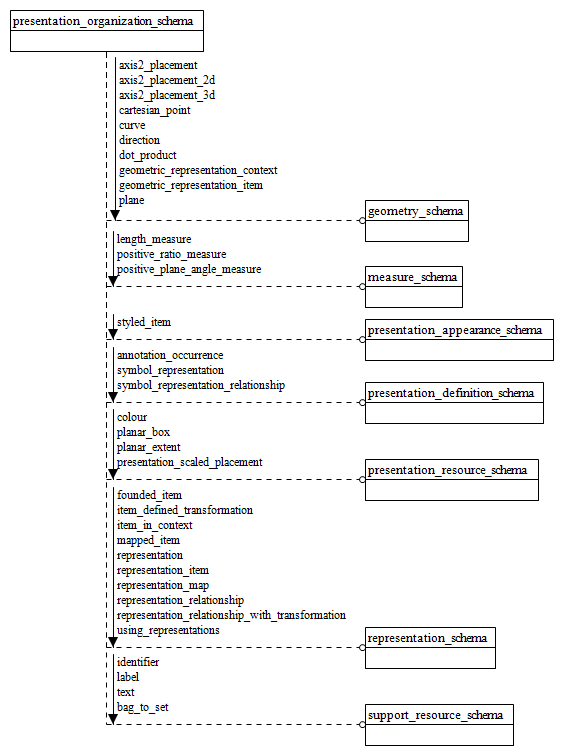 presentation_organization_schema
axis2_placement
axis2_placement_2d
axis2_placement_3d
cartesian_point
curve
direction
dot_product
geometric_representation_context
geometric_representation_item
plane
geometry_schema
length_measure
positive_ratio_measure
positive_plane_angle_measure
measure_schema
styled_item
presentation_appearance_schema
annotation_occurrence
symbol_representation
symbol_representation_relationship
presentation_definition_schema
colour
planar_box
planar_extent
presentation_scaled_placement
presentation_resource_schema
founded_item
item_defined_transformation
item_in_context
mapped_item
representation
representation_item
representation_map
representation_relationship
representation_relationship_with_transformation
using_representations
representation_schema
identifier
label
text
bag_to_set
support_resource_schema